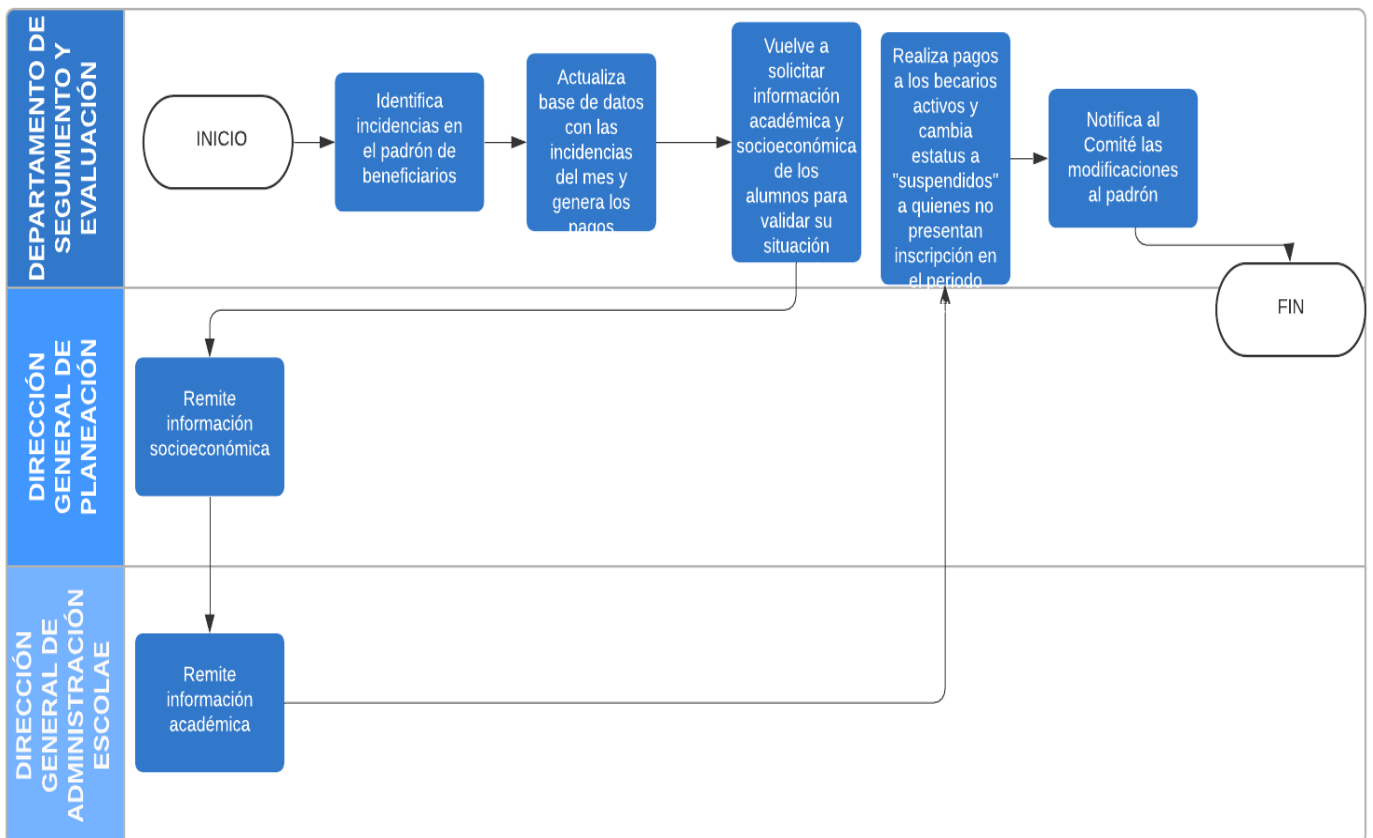 DEPARTAMENTO DE
SEGUIMIENTO Y
EVALUACIÓN
INICIO
Identifica
incidencias en
el padrón de
beneficiarios
Actualiza
base de datos
con las
incidencias
del mes y
genera los
pagos
Vuelve a
solicitar
información
académica y
socioeconómica
de los
alumnos para
validar su
situación
Realiza pagos
a los becarios
activos y
cambia
estatus a
"suspendidos"
a quienes no
presentan
inscripción en
el periodo
Notifica al
Comité las
modificaciones
al padrón
FIN
DIRECCIÓN
GENERAL DE
PLANEACIÓN
Remite
información
socioeconómica
DIRECCIÓN
GENERAL DE
ADMINISTRACIÓN
ESCOLAE
Remite
información
académica